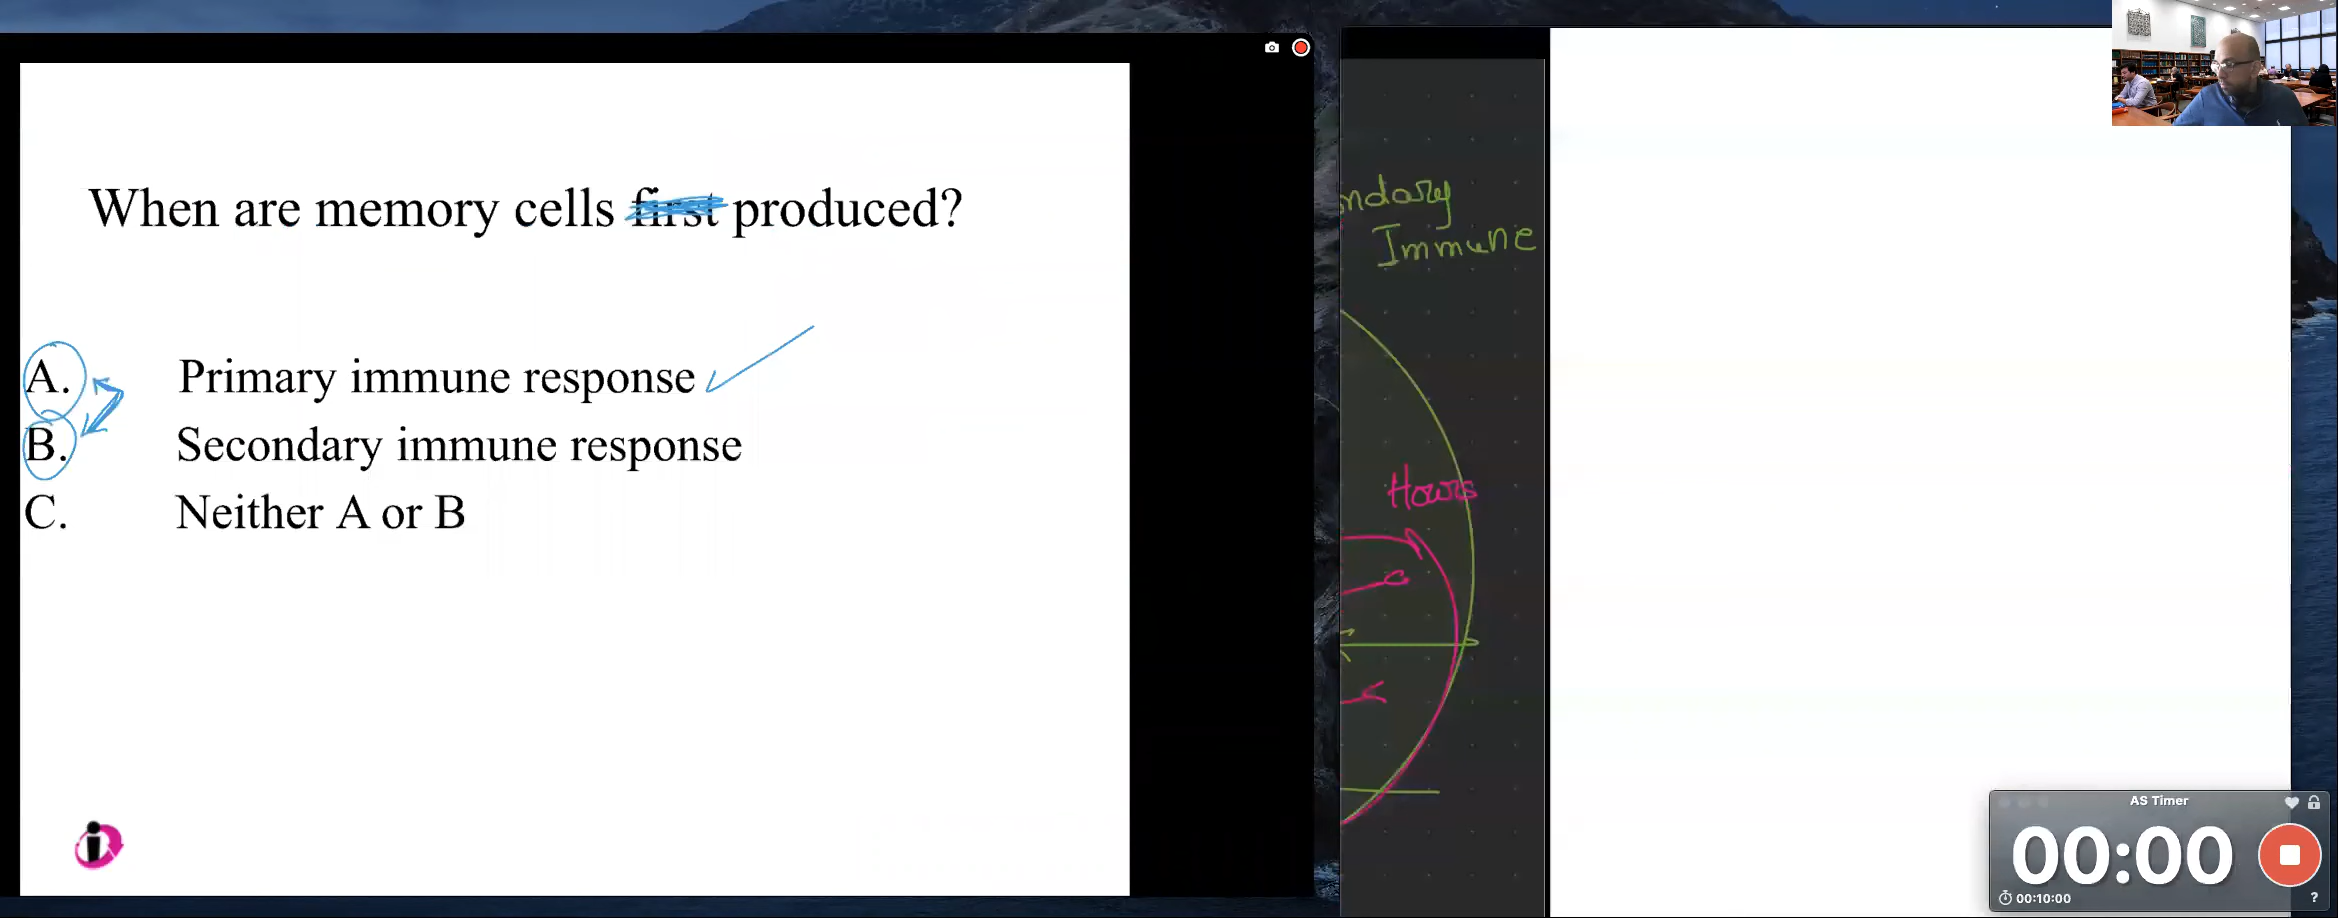 When are memory cells first produced?
A. Primary immune response
B. Secondary immune response
C. Neither A or B
ndary
Immune
Hours
AS Timer
00:00
00:10:00
?